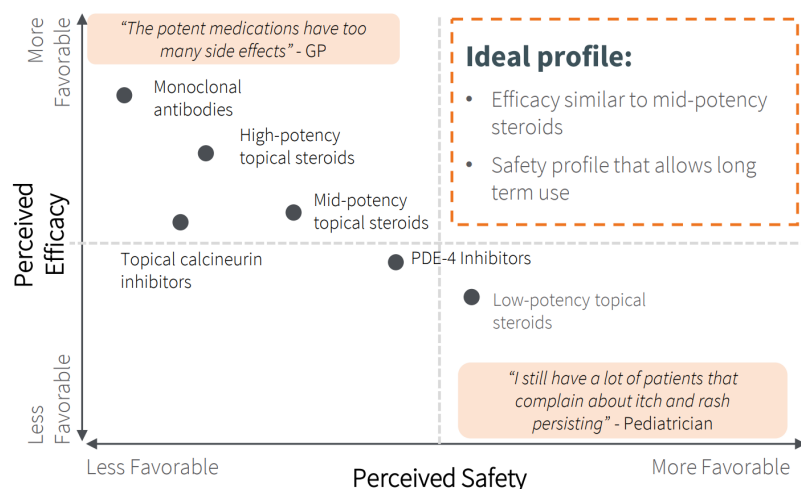 More
Favorable
“The potent medications have too
many side effects” - GP
Ideal profile:
• Efficacy similar to mid-potency
steroids
• Safety profile that allows long
term use
Monoclonal
antibodies
High-potency
topical steroids
Mid-potency
topical steroids
Topical calcineurin
inhibitors
PDE-4 Inhibitors
Low-potency topical
steroids
Perceived
Efficacy
“I still have a lot of patients that
complain about itch and rash
persisting” - Pediatrician
Less
Favorable
Less Favorable
Perceived Safety
More Favorable